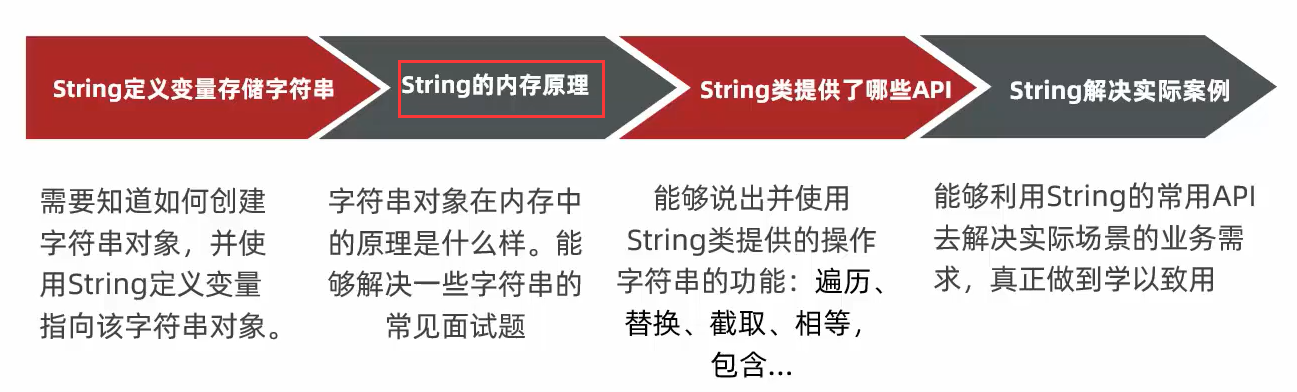 String定义变量存储字符串
String的内存原理
String类提供了哪些API
String解决实际案例
需要知道如何创建
字符串对象，并使
用String定义变量
指向该字符串对象。
字符串对象在内存中
的原理是什么样。能
够解决一些字符串的
常见面试题
能够说出并使用
String类提供的操作
字符串的功能：遍历、
替换、截取、相等，
包含...
能够利用String的常用API
去解决实际场景的业务需
求，真正做到学以致用